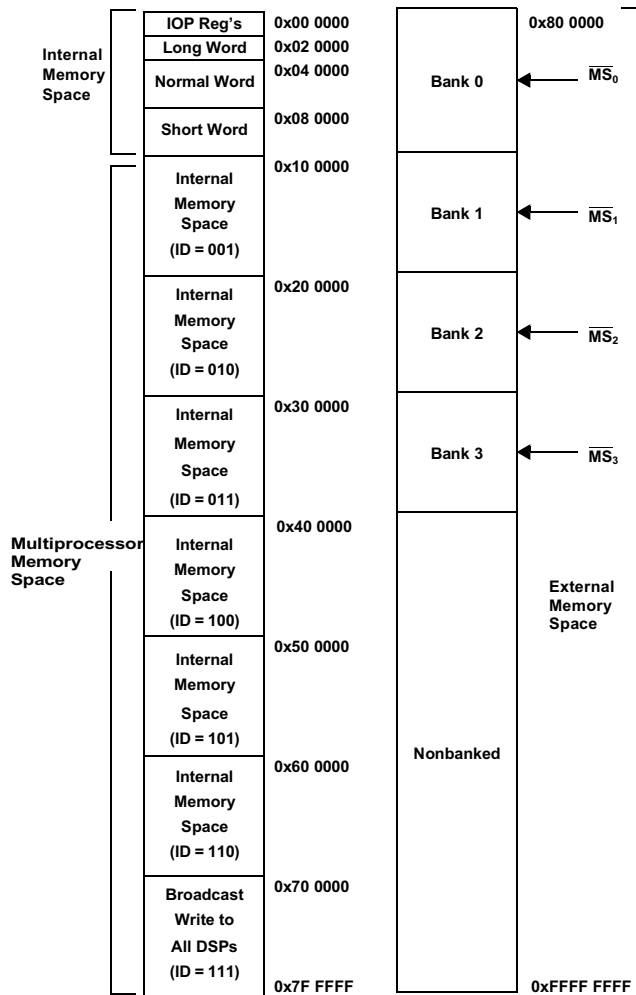 Internal
Memory
Space
IOP Reg's
0x00 0000
Long Word
0x02 0000
Normal Word
0x04 0000
Short Word
0x08 0000
Multiprocessor
Memory
Space
0x10 0000
Internal
Memory
Space
(ID = 001)
0x20 0000
Internal
Memory
Space
(ID = 010)
0x30 0000
Internal
Memory
Space
(ID = 011)
0x40 0000
Internal
Memory
Space
(ID = 100)
0x50 0000
Internal
Memory
Space
(ID = 101)
0x60 0000
Internal
Memory
Space
(ID = 110)
0x70 0000
Broadcast
Write to
All DSPs
(ID = 111)
0x7F FFFF
0x80 0000
Bank 0
MS0
Bank 1
MS1
Bank 2
MS2
Bank 3
MS3
Nonbanked
External
Memory
Space
0xFFFF FFFF